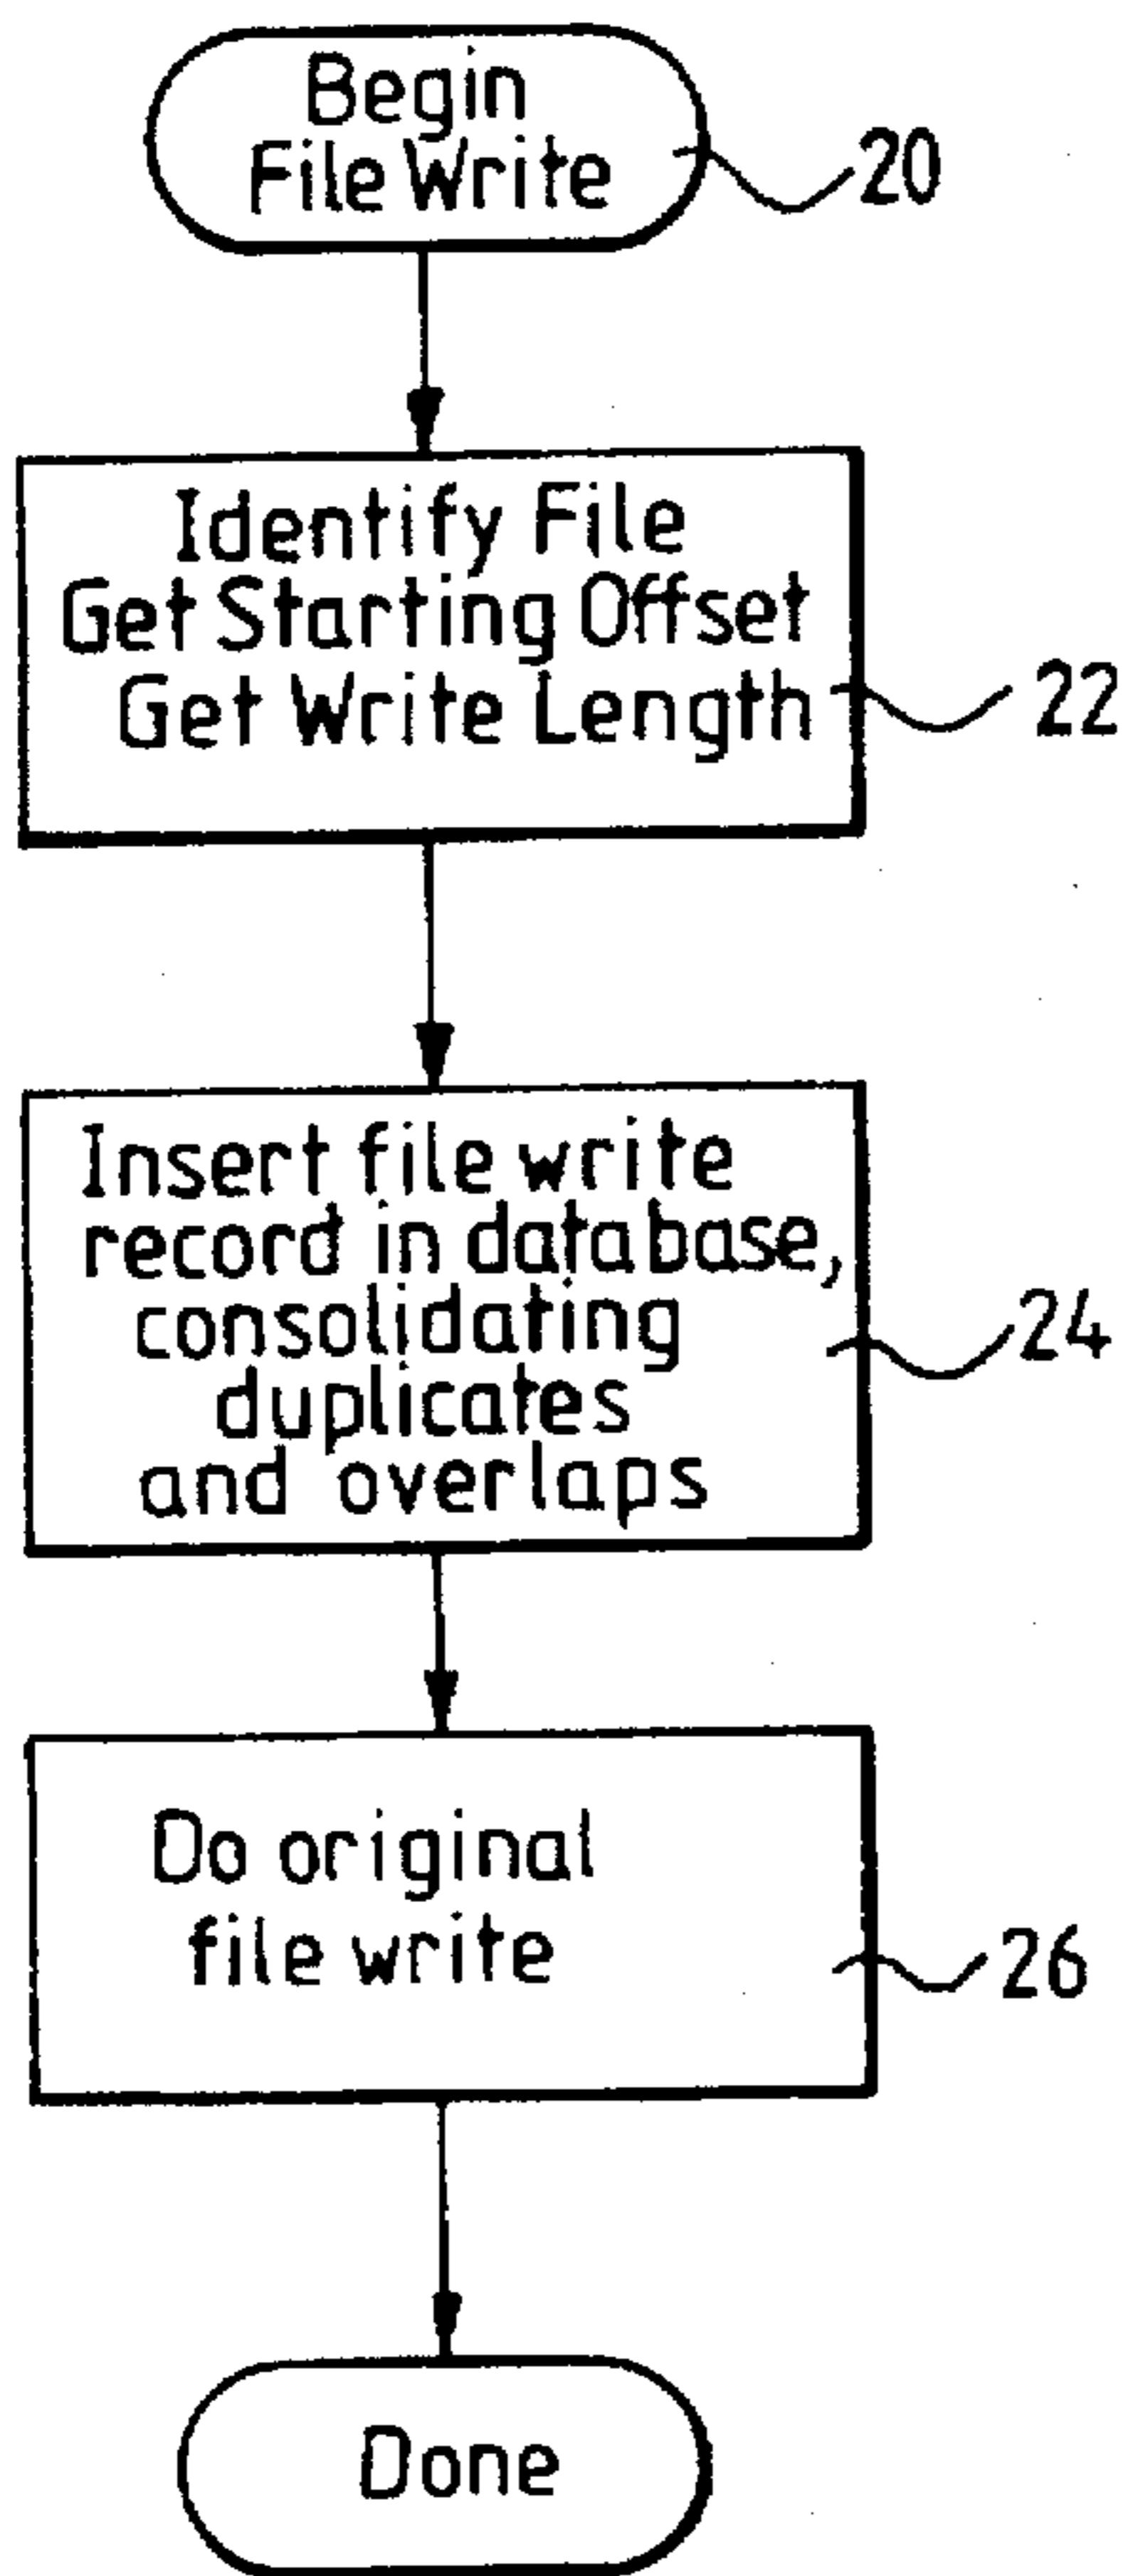 Begin
File Write
20
Identify File
Get Starting Offset
Get Write Length
22
Insert file write
record in database,
consolidating
duplicates
and overlaps
24
Do original
file write
26
Done